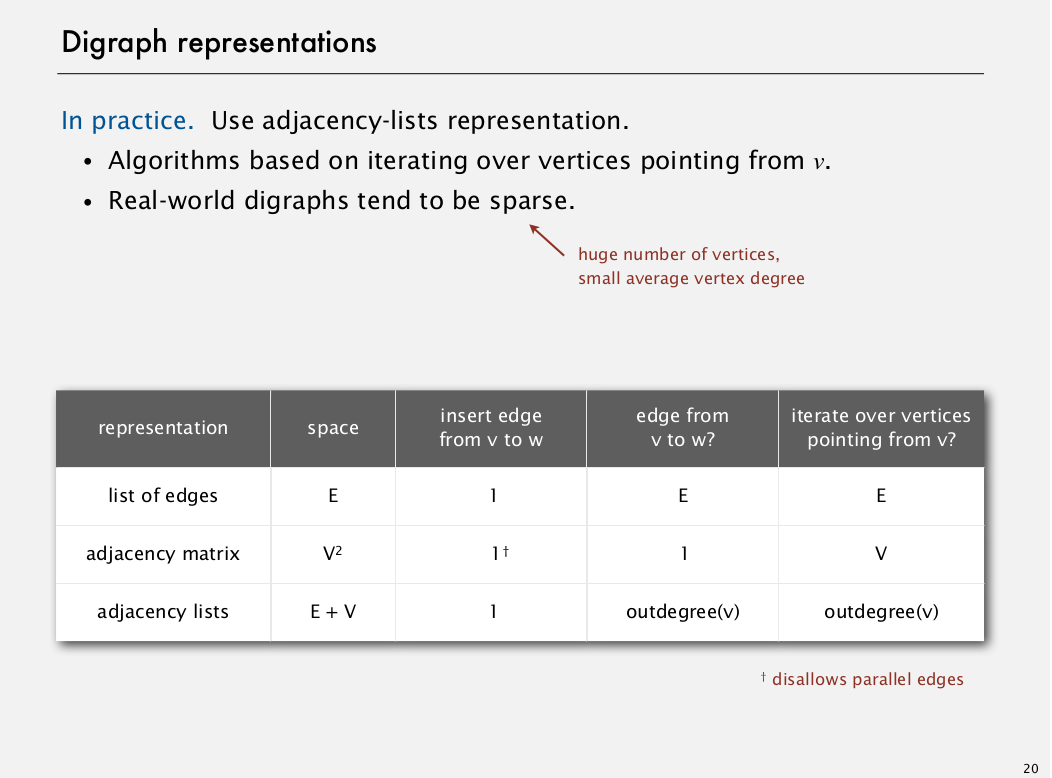 Digraph representations
In practice. Use adjacency-lists representation.
• Algorithms based on iterating over vertices pointing from v.
• Real-world digraphs tend to be sparse.
huge number of vertices,
small average vertex degree
representation space insert edge from v to w edge from v to w? iterate over vertices pointing from v?
list of edges E 1 E E
adjacency matrix V² 1† 1 V
adjacency lists E + V 1 outdegree(v) outdegree(v)
† disallows parallel edges
20